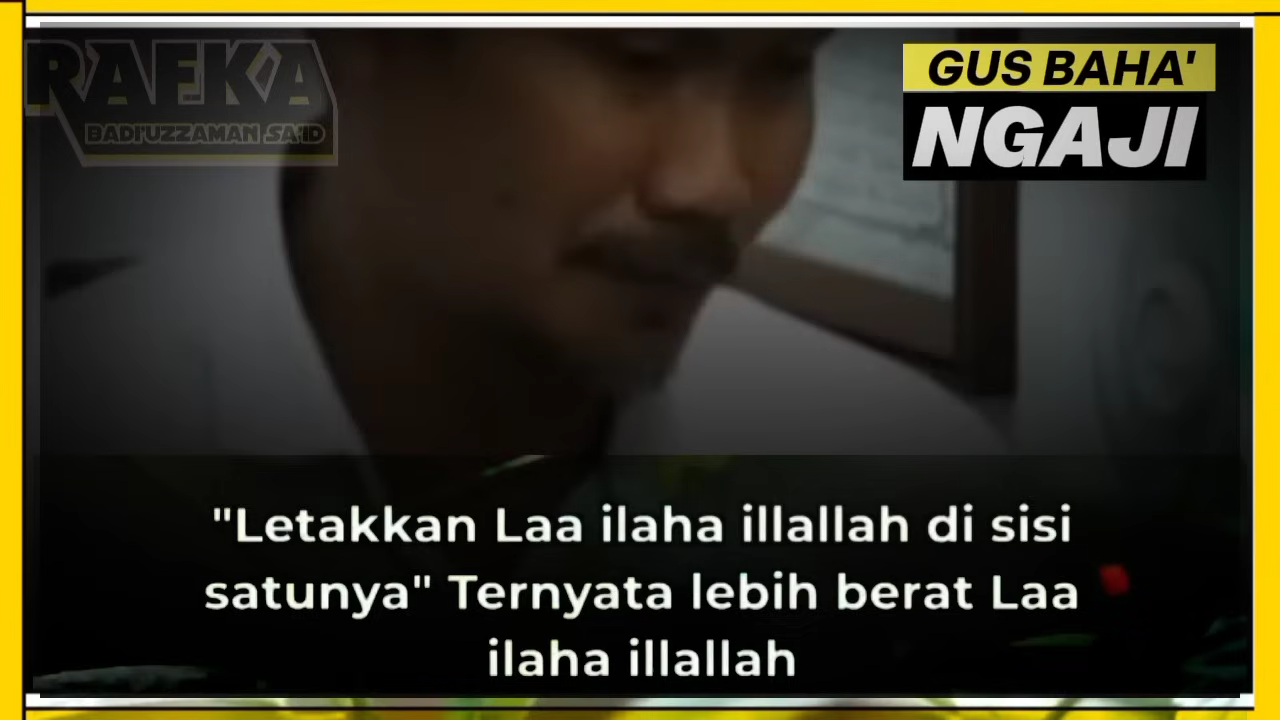 RAFKA
BADI'UZZAMAN SA'ID
GUS BAHA'
NGAJI
"Letakkan Laa ilaha illallah di sisi
satunya" Ternyata lebih berat Laa
ilaha illallah